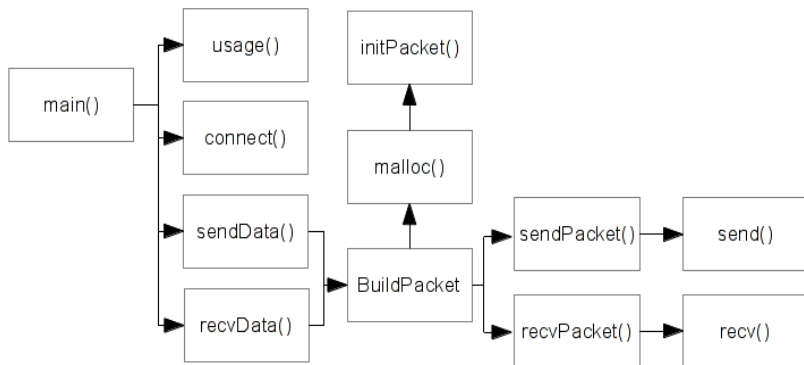 usage()
initPacket()
main()
connect()
malloc()
sendData()
sendPacket()
send()
BuildPacket
recvData()
recvPacket()
recv()